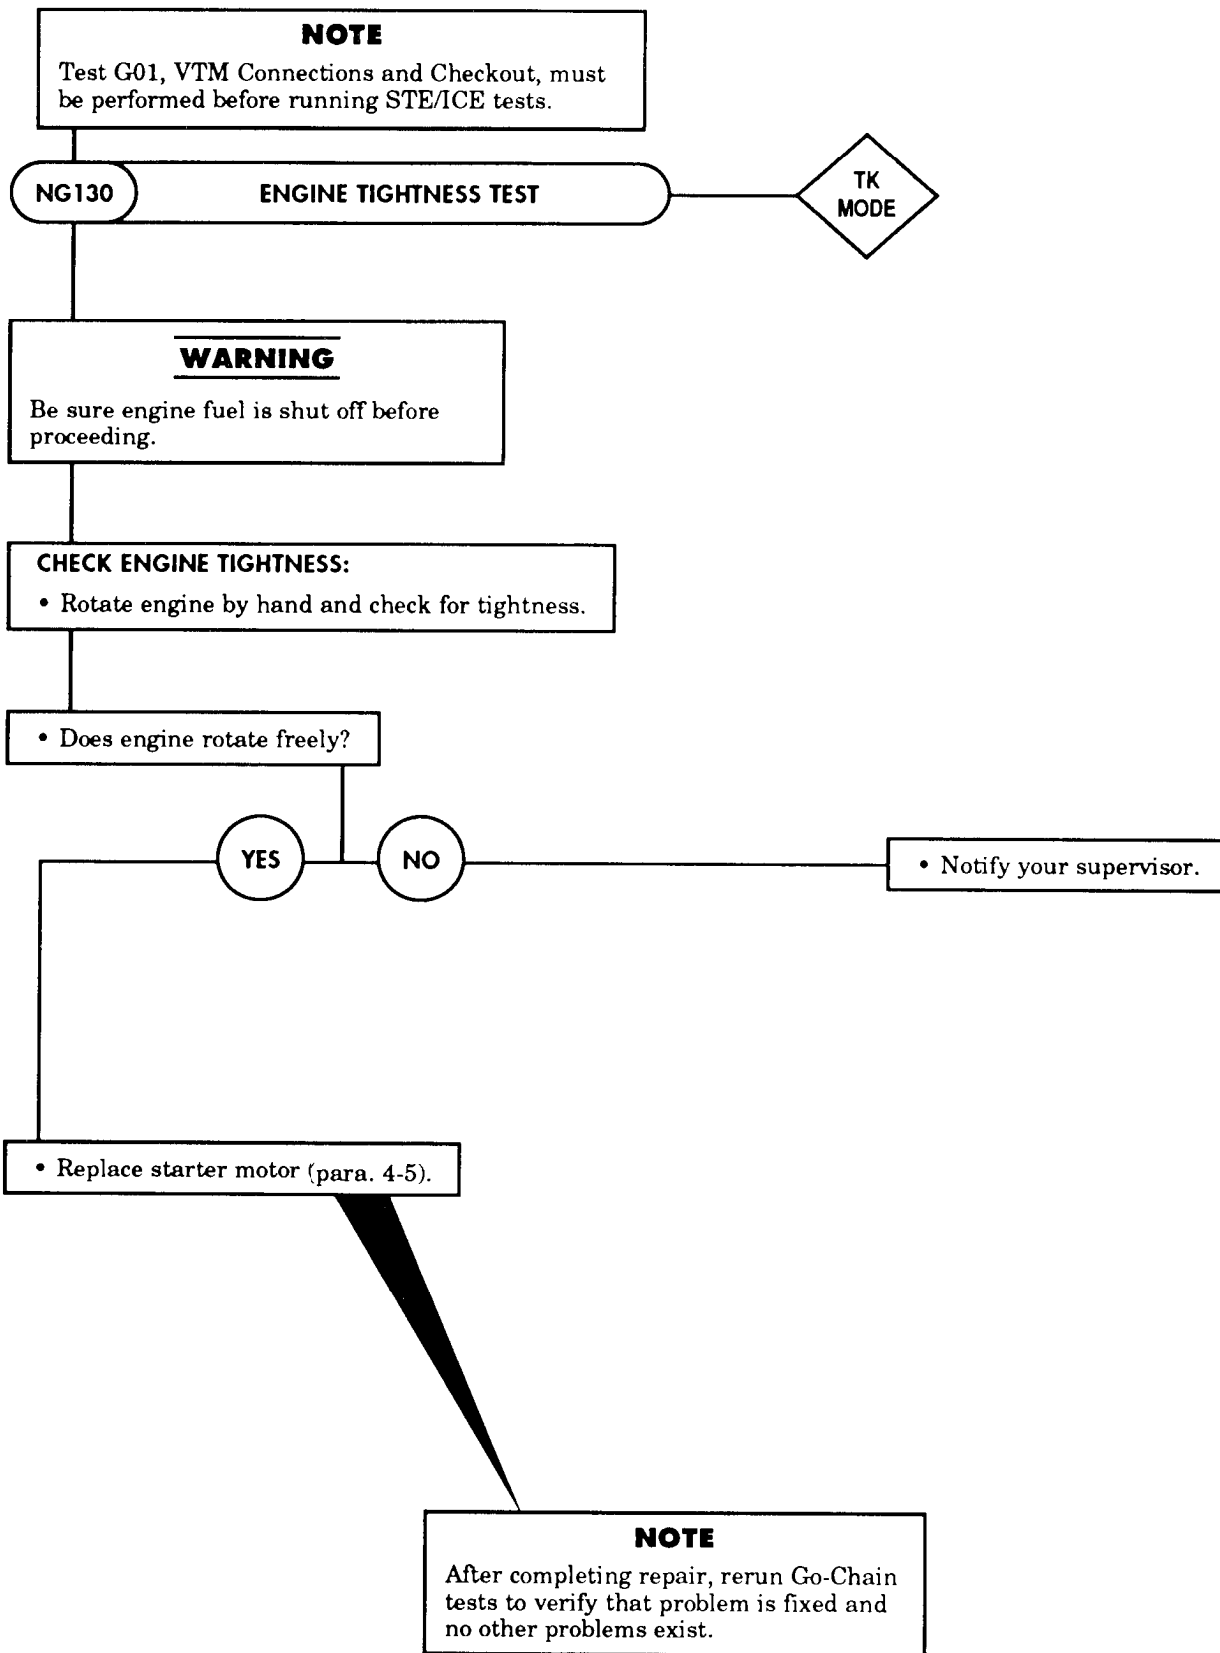 NOTE
Test G01, VTM Connections and Checkout, must
be performed before running STE/ICE tests.
NG130
ENGINE TIGHTNESS TEST
TK
MODE
WARNING
Be sure engine fuel is shut off before
proceeding.
CHECK ENGINE TIGHTNESS:
• Rotate engine by hand and check for tightness.
• Does engine rotate freely?
YES
NO
• Notify your supervisor.
• Replace starter motor (para. 4-5).
NOTE
After completing repair, rerun Go-Chain
tests to verify that problem is fixed and
no other problems exist.